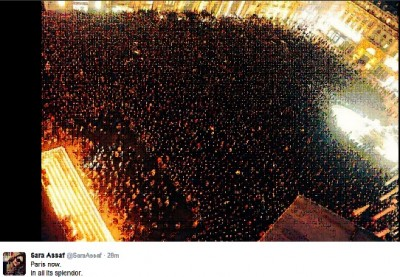 Sara Assaf @SaraAssaf · 28m
Paris now.
In all its splendor.